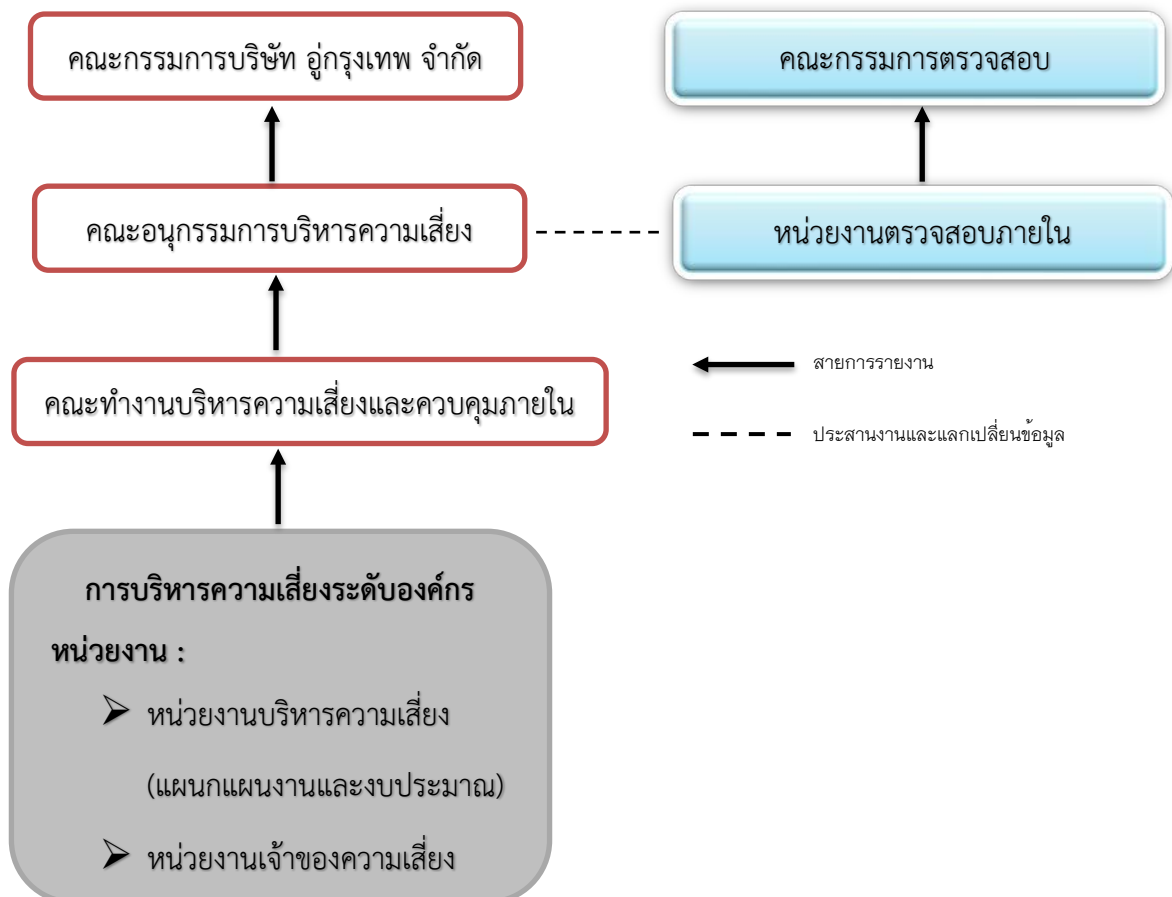 คณะกรรมการบริษัท อู่กรุงเทพ จำกัด
คณะกรรมการตรวจสอบ
คณะอนุกรรมการบริหารความเสี่ยง
หน่วยงานตรวจสอบภายใน
สายการรายงาน
คณะทำงานบริหารความเสี่ยงและควบคุมภายใน
ประสานงานและแลกเปลี่ยนข้อมูล
การบริหารความเสี่ยงระดับองค์กร
หน่วยงาน :
➢ หน่วยงานบริหารความเสี่ยง
(แผนกแผนงานและงบประมาณ)
➢ หน่วยงานเจ้าของความเสี่ยง